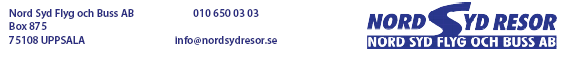 Nord Syd Flyg och Buss AB 010 650 03 03
Box 875
75108 UPPSALA info@nordsydresor.se
NORD SYD RESOR
NORD SYD FLYG OCH BUSS AB